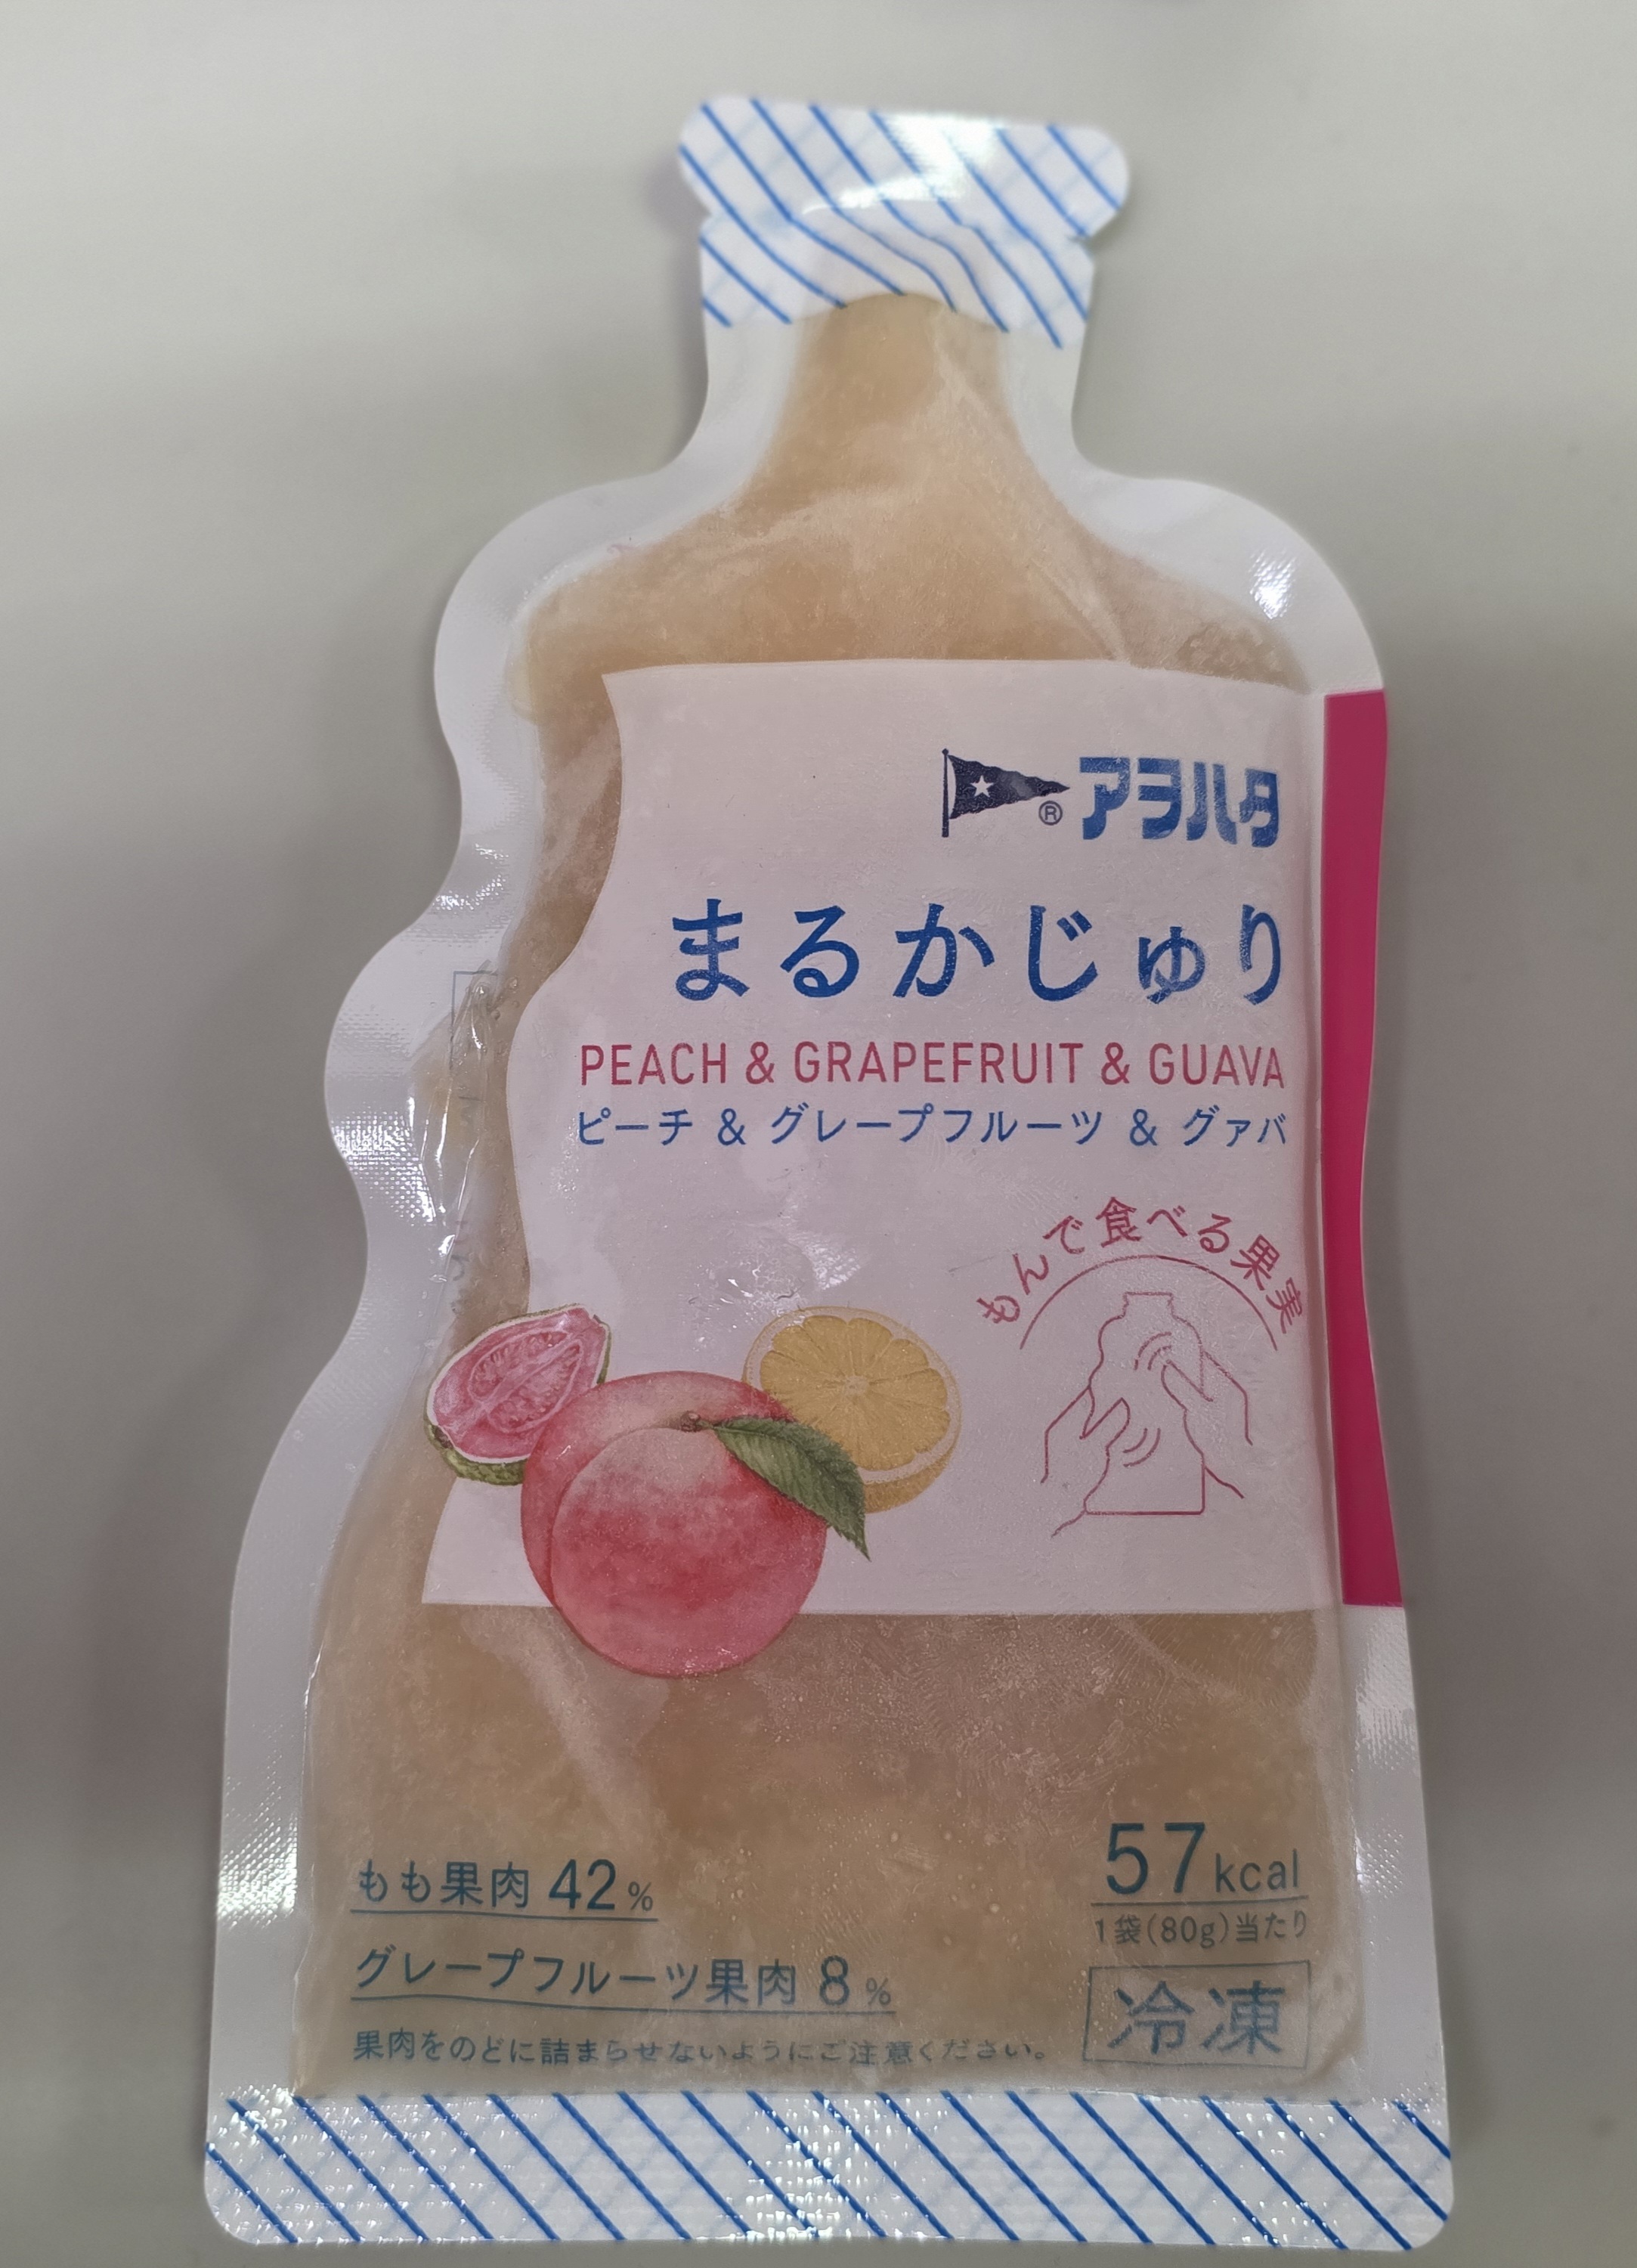 ® アヲハタ
まるかじゅり
PEACH & GRAPEFRUIT & GUAVA
ピーチ & グレープフルーツ & グァバ
もんで食べる果実
もも果肉 42%
グレープフルーツ果肉 8%
果肉をのどに詰まらせないようにご注意ください。
57kcal
1袋(80g)当たり
冷凍